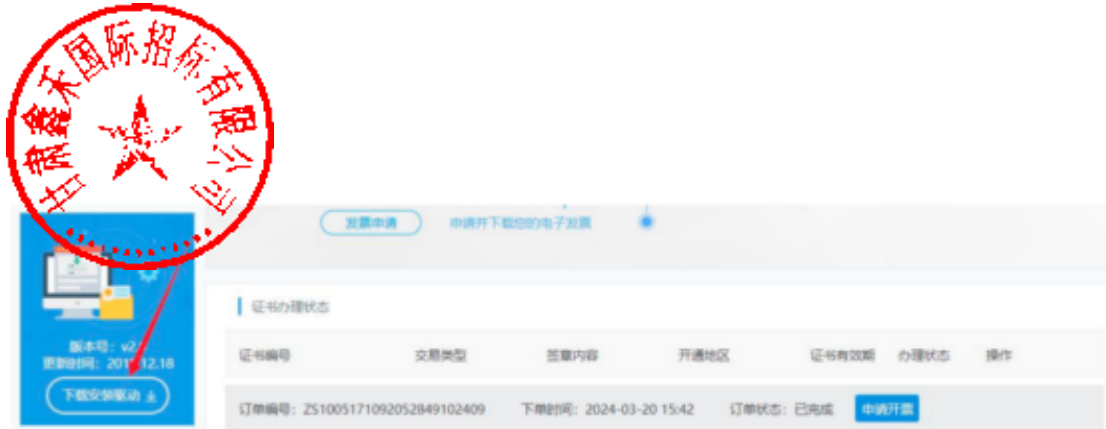 甘肃鑫禾国际招标有限公司
发票申请 申请并下载您的电子发票
证书办理状态
版本号：v2.
更新时间：201 12.18
下载安装驱动
证书编号 交易类型 签章内容 开通地区 证书有效期 办理状态 操作
订单编号：ZS1005171092052849102409 下单时间：2024-03-20 15:42 订单状态：已完成 申请开票